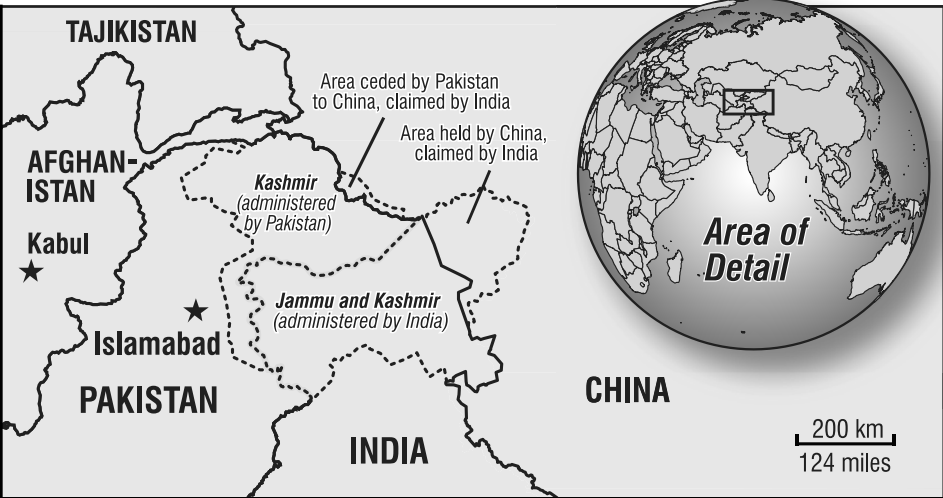 TAJIKISTAN
Area ceded by Pakistan
to China, claimed by India
Area held by China,
claimed by India
AFGHAN-
ISTAN
Kashmir
(administered
by Pakistan)
Kabul
Area of
Detail
Jammu and Kashmir
(administered by India)
Islamabad
PAKISTAN
CHINA
INDIA
200 km
124 miles